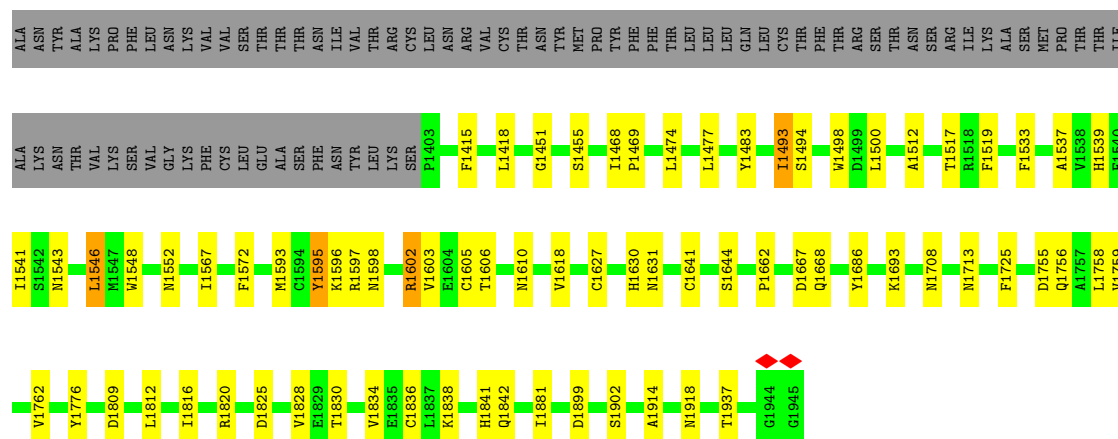 ALA ASN TYR ALA LYS PRO PHE LEU ASN LYS VAL VAL SER THR THR THR ASN ILE VAL THR ARG CYS LEU ASN ARG VAL CYS THR ASN TYR MET PRO TYR PHE PHE THR LEU LEU LEU GLN LEU CYS THR PHE THR ARG SER THR ASN SER ARG ILE LYS ALA SER MET PRO THR THR ILE
ALA LYS ASN THR VAL LYS SER VAL GLY LYS PHE CYS LEU GLU ALA SER PHE ASN TYR LEU LYS SER P1403 F1415 L1418 G1451 S1455 I1468 P1469 L1474 L1477 Y1483 I1493 S1494 W1498 D1499 L1500 A1512 T1517 R1518 F1519 F1533 A1537 V1538 H1539
I1541 S1542 N1543 L1546 M1547 W1548 N1552 I1567 F1572 M1593 C1594 Y1595 K1596 R1597 N1598 R1602 V1603 E1604 C1605 T1606 N1610 V1618 C1627 H1630 N1631 C1641 S1644 P1662 D1667 Q1668 Y1686 K1693 N1708 N1713 F1725 D1755 Q1756 A1757 L1758 V1759
V1762 Y1776 D1809 L1812 I1816 R1820 D1825 V1828 E1829 T1830 V1834 E1835 C1836 L1837 K1838 H1841 Q1842 I1881 D1899 S1902 A1914 N1918 T1937 G1944 G1945